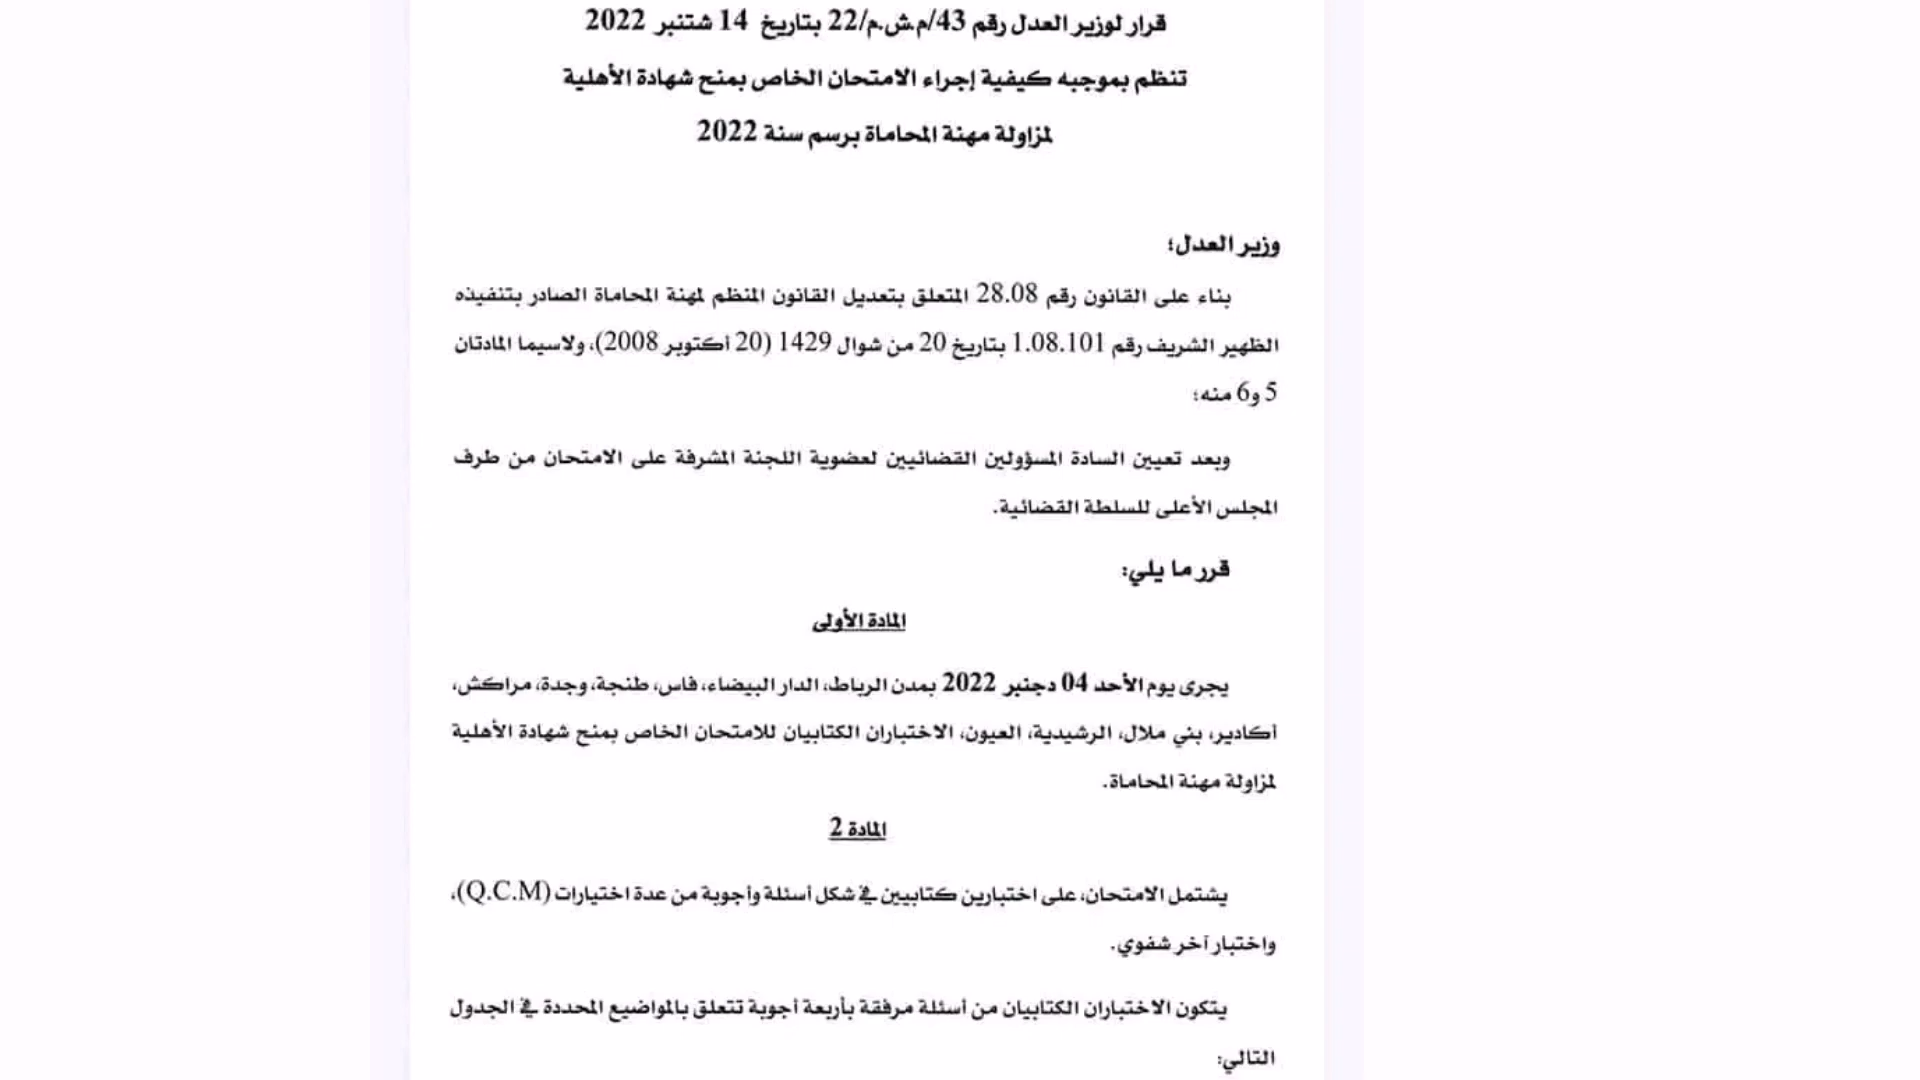 قرار لوزير العدل رقم 43/م.ش.م/22 بتاريخ 14 شتنبر 2022
تنظم بموجبه كيفية إجراء الامتحان الخاص بمنح شهادة الأهلية
لمزاولة مهنة المحاماة برسم سنة 2022
وزير العدل؛
بناء على القانون رقم 28.08 المتعلق بتعديل القانون المنظم لمهنة المحاماة الصادر بتنفيذه
الظهير الشريف رقم 1.08.101 بتاريخ 20 من شوال 1429 (20 أكتوبر 2008)، ولاسيما المادتان
5 و6 منه؛
وبعد تعيين السادة المسؤولين القضائيين لعضوية اللجنة المشرفة على الامتحان من طرف
المجلس الأعلى للسلطة القضائية.
قرر ما يلي:
المادة الأولى
يجرى يوم الأحد 04 دجنبر 2022 بمدن الرباط، الدار البيضاء، فاس، طنجة، وجدة، مراكش،
أكادير، بني ملال، الرشيدية، العيون، الاختباران الكتابيان للامتحان الخاص بمنح شهادة الأهلية
لمزاولة مهنة المحاماة.
المادة 2
يشتمل الامتحان، على اختبارين كتابيين في شكل أسئلة وأجوبة من عدة اختيارات (Q.C.M)،
واختبار آخر شفوي.
يتكون الاختباران الكتابيان من أسئلة مرفقة بأربعة أجوبة تتعلق بالمواضيع المحددة في الجدول
التالي: